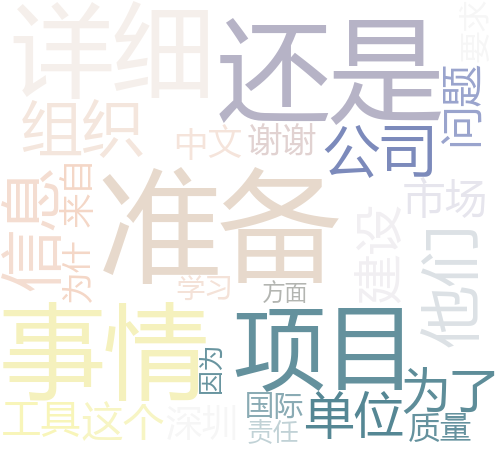 详细
还是
要求
组织
中文
谢谢
公司
问题
信息
来自
为什
准备
市场
建设
他们
学习
方面
事情
项目
因为
为了
工具
这个
深圳
国际
责任
单位
质量